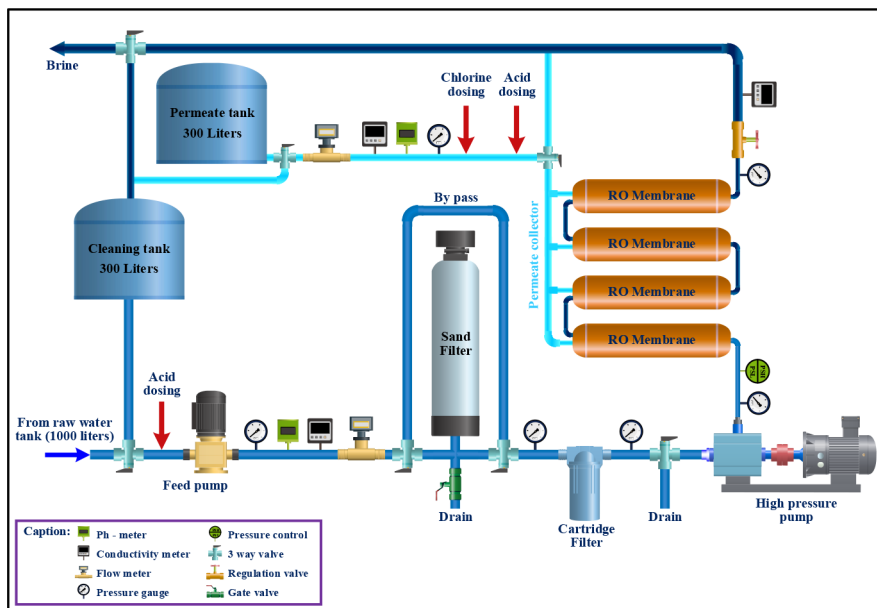 Brine
Permeate tank
300 Liters
Chlorine
dosing
Acid
dosing
By pass
RO Membrane
RO Membrane
RO Membrane
RO Membrane
Permeate collector
Cleaning tank
300 Liters
Sand
Filter
PSH
PSL
Acid
dosing
From raw water
tank (1000 liters)
Feed pump
Drain
Cartridge
Filter
Drain
High pressure
pump
Caption:
Ph - meter
Pressure control
Conductivity meter
3 way valve
Flow meter
Regulation valve
Pressure gauge
Gate valve